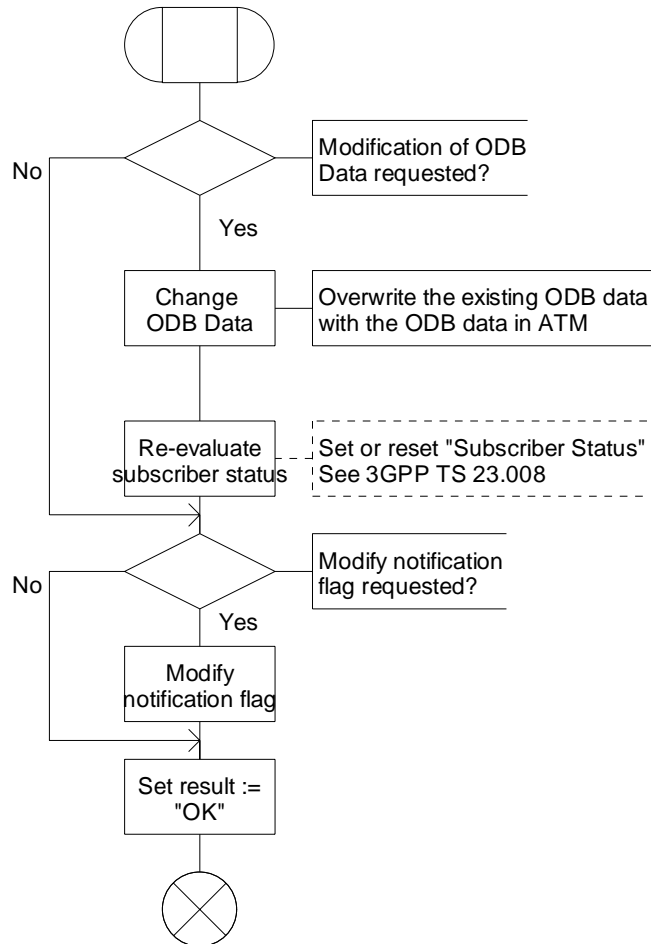 Modification of ODB
Data requested?
No
Yes
Change
ODB Data
Overwrite the existing ODB data
with the ODB data in ATM
Re-evaluate
subscriber status
Set or reset "Subscriber Status"
See 3GPP TS 23.008
Modify notification
flag requested?
No
Yes
Modify
notification flag
Set result :=
"OK"